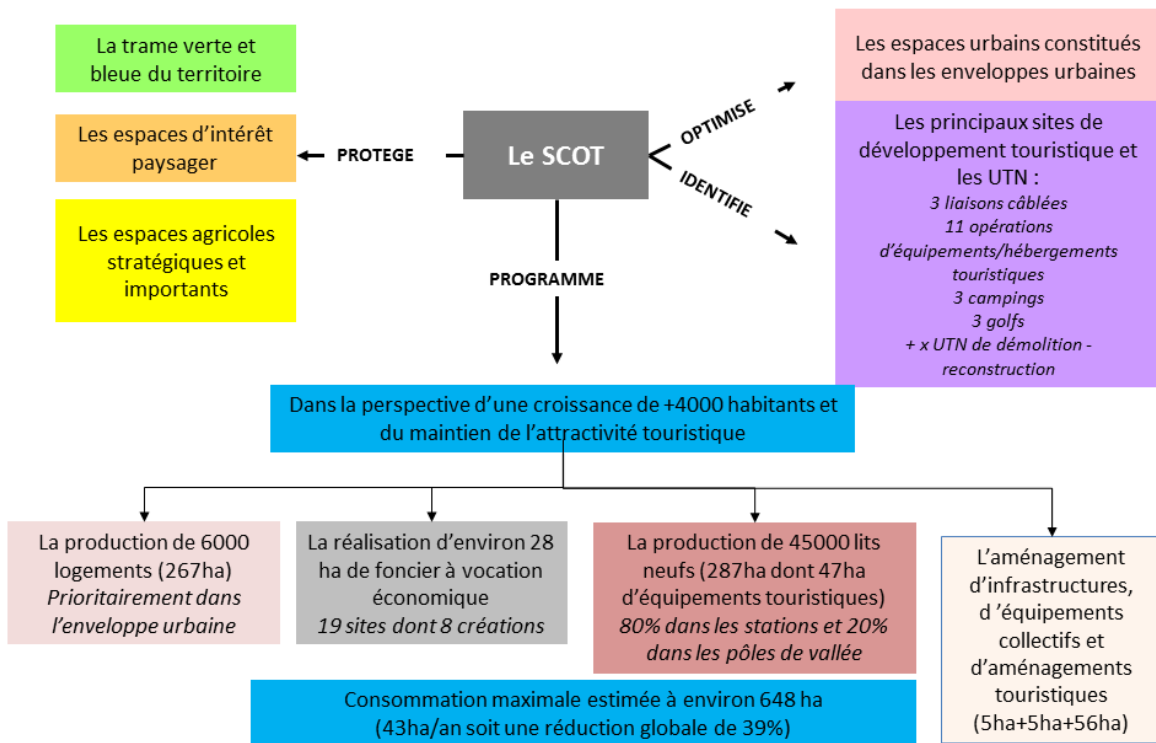 La trame verte et
bleue du territoire
Les espaces d'intérêt
paysager
Les espaces agricoles
stratégiques et
importants
PROTEGE
Le SCOT
OPTIMISE
IDENTIFIE
PROGRAMME
Les espaces urbains constitués
dans les enveloppes urbaines
Les principaux sites de
développement touristique et
les UTN :
3 liaisons câblées
11 opérations
d'équipements/hébergements
touristiques
3 campings
3 golfs
+ x UTN de démolition -
reconstruction
Dans la perspective d'une croissance de +4000 habitants et
du maintien de l'attractivité touristique
La production de 6000
logements (267ha)
Prioritairement dans
l'enveloppe urbaine
La réalisation d'environ 28
ha de foncier à vocation
économique
19 sites dont 8 créations
La production de 45000 lits
neufs (287ha dont 47ha
d'équipements touristiques)
80% dans les stations et 20%
dans les pôles de vallée
L'aménagement
d'infrastructures,
d 'équipements
collectifs et
d'aménagements
touristiques
(5ha+5ha+56ha)
Consommation maximale estimée à environ 648 ha
(43ha/an soit une réduction globale de 39%)